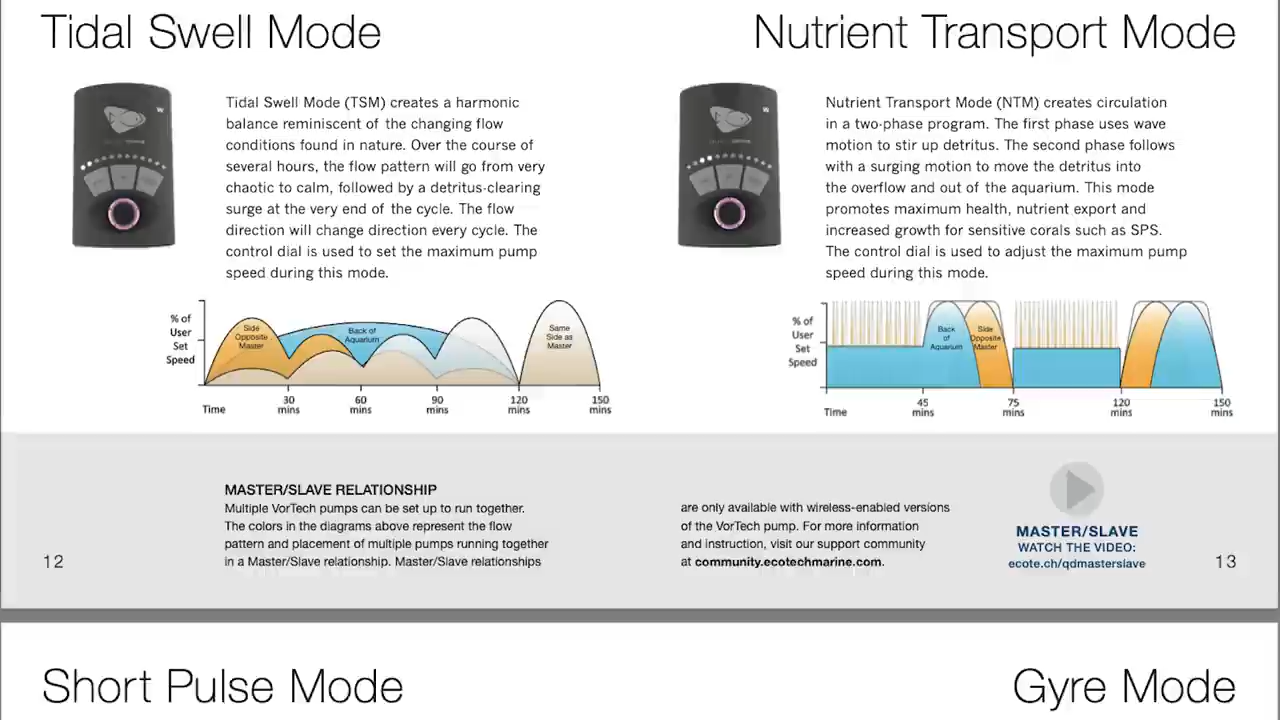 Tidal Swell Mode
Tidal Swell Mode (TSM) creates a harmonic
balance reminiscent of the changing flow
conditions found in nature. Over the course of
several hours, the flow pattern will go from very
chaotic to calm, followed by a detritus-clearing
surge at the very end of the cycle. The flow
direction will change direction every cycle. The
control dial is used to set the maximum pump
speed during this mode.
% of
User
Set
Speed
Side
Opposite
Master
Back of
Aquarium
Same
Side as
Master
Time
30
mins
60
mins
90
mins
120
mins
150
mins
Nutrient Transport Mode
W
W
Nutrient Transport Mode (NTM) creates circulation
in a two-phase program. The first phase uses wave
motion to stir up detritus. The second phase follows
with a surging motion to move the detritus into
the overflow and out of the aquarium. This mode
promotes maximum health, nutrient export and
increased growth for sensitive corals such as SPS.
The control dial is used to adjust the maximum pump
speed during this mode.
% of
User
Set
Speed
Back
of
Aquarium
Side
Opposite
Master
Time
45
mins
75
mins
120
mins
150
mins
MASTER/SLAVE RELATIONSHIP
Multiple VorTech pumps can be set up to run together.
The colors in the diagrams above represent the flow
pattern and placement of multiple pumps running together
in a Master/Slave relationship. Master/Slave relationships
12
are only available with wireless-enabled versions
of the VorTech pump. For more information
and instruction, visit our support community
at community.ecotechmarine.com.
MASTER/SLAVE
WATCH THE VIDEO:
ecote.ch/qdmasterslave
13
Short Pulse Mode
Gyre Mode